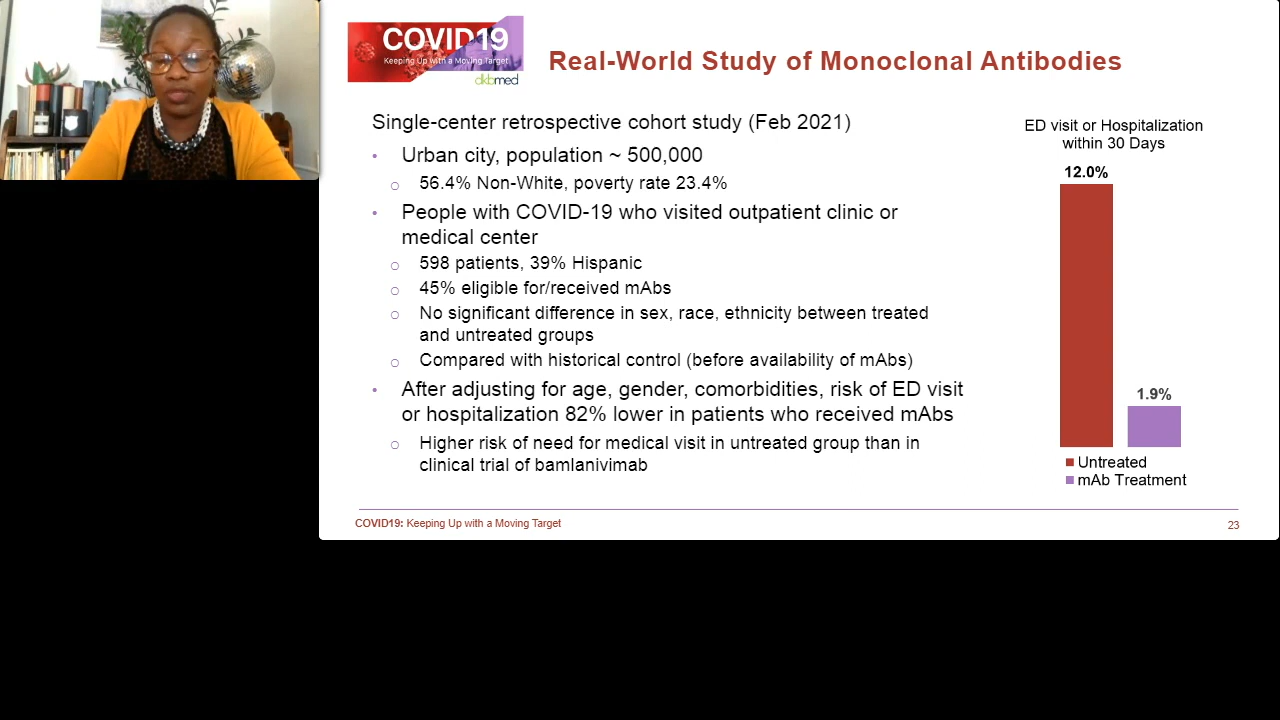 COVID19
Keeping Up with a Moving Target
dkbmed
Real-World Study of Monoclonal Antibodies
Single-center retrospective cohort study (Feb 2021)
• Urban city, population ~ 500,000
o 56.4% Non-White, poverty rate 23.4%
• People with COVID-19 who visited outpatient clinic or
medical center
o 598 patients, 39% Hispanic
o 45% eligible for/received mAbs
o No significant difference in sex, race, ethnicity between treated
and untreated groups
o Compared with historical control (before availability of mAbs)
• After adjusting for age, gender, comorbidities, risk of ED visit
or hospitalization 82% lower in patients who received mAbs
o Higher risk of need for medical visit in untreated group than in
clinical trial of bamlanivimab
ED visit or Hospitalization
within 30 Days
12.0%
1.9%
Untreated
mAb Treatment
COVID19: Keeping Up with a Moving Target
23